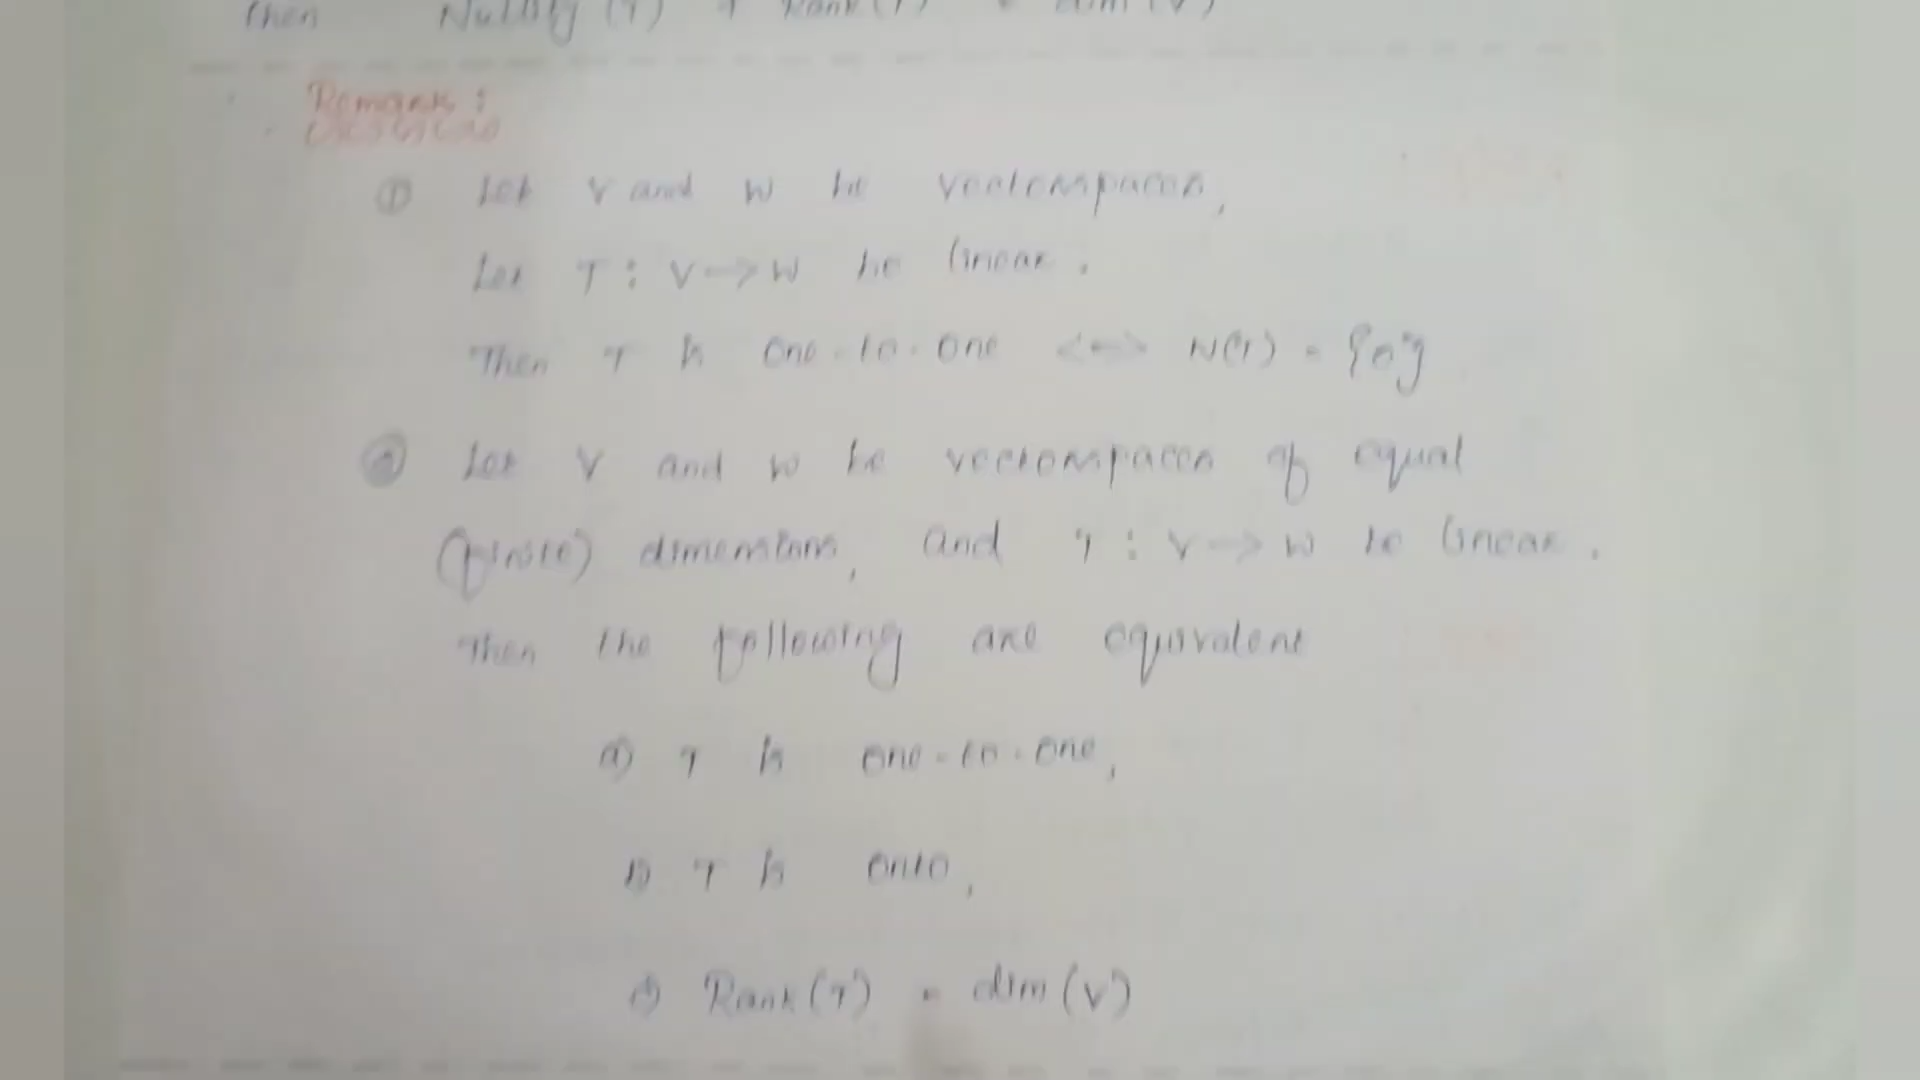 Then Nullity (T) + Rank (T) = dim (V)
Remark :
① Let V and W be vectorspaces,
Let T : V → W be linear.
Then T is one-to-one <=> N(T) = {0}
② Let V and W be vectorspaces of equal
(finite) dimensions, and T : V → W be linear.
Then the following are equivalent
a) T is one-to-one,
b) T is onto,
c) Rank (T) = dim (V)